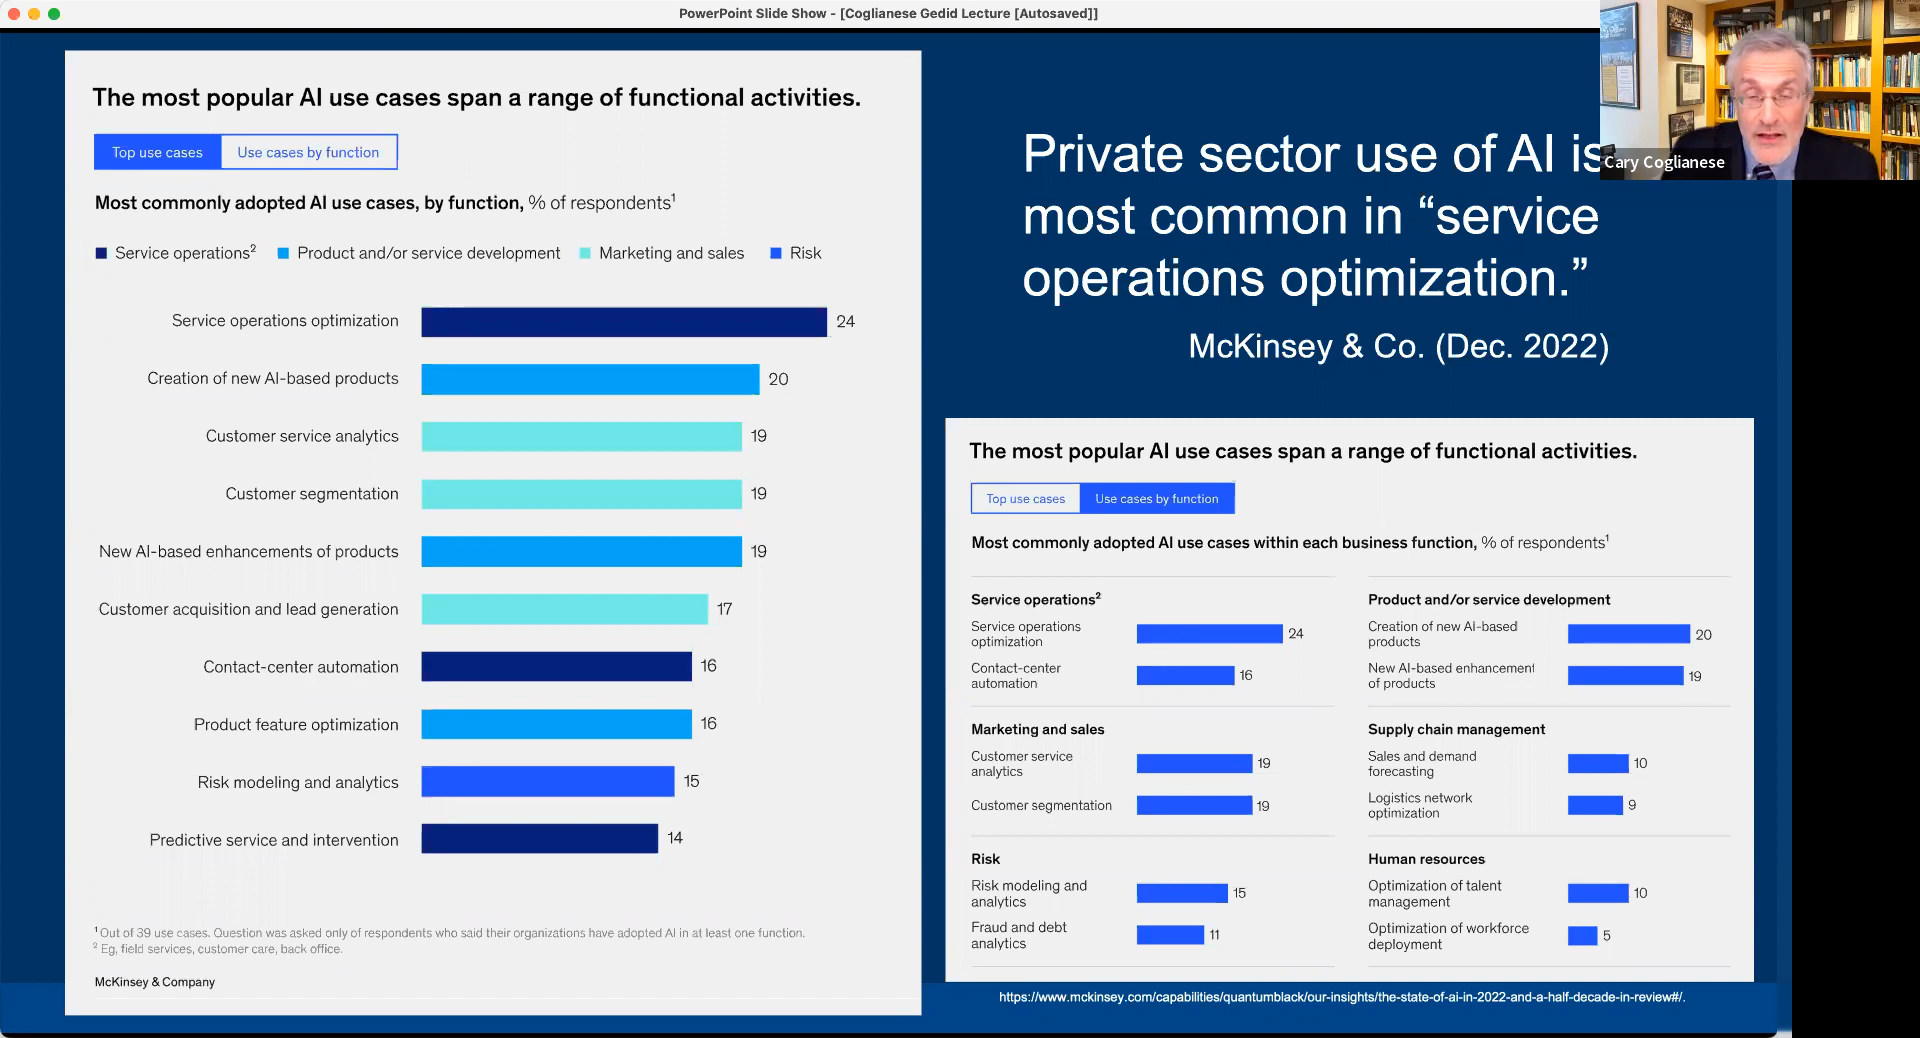 PowerPoint Slide Show - [Coglianese Gedid Lecture [Autosaved]]
The most popular AI use cases span a range of functional activities.
Top use cases
Use cases by function
Most commonly adopted AI use cases, by function, % of respondents¹
Service operations²
Product and/or service development
Marketing and sales
Risk
Service operations optimization 24
Creation of new AI-based products 20
Customer service analytics 19
Customer segmentation 19
New AI-based enhancements of products 19
Customer acquisition and lead generation 17
Contact-center automation 16
Product feature optimization 16
Risk modeling and analytics 15
Predictive service and intervention 14
¹ Out of 39 use cases. Question was asked only of respondents who said their organizations have adopted AI in at least one function.
² Eg, field services, customer care, back office.
McKinsey & Company
Private sector use of AI is
most common in “service
operations optimization.”
McKinsey & Co. (Dec. 2022)
Cary Coglianese
The most popular AI use cases span a range of functional activities.
Top use cases
Use cases by function
Most commonly adopted AI use cases within each business function, % of respondents¹
Service operations²
Service operations
optimization
24
Contact-center
automation
16
Product and/or service development
Creation of new AI-based
products
20
New AI-based enhancement
of products
19
Marketing and sales
Customer service
analytics
19
Customer segmentation 19
Supply chain management
Sales and demand
forecasting
10
Logistics network
optimization
9
Risk
Risk modeling and
analytics
15
Fraud and debt
analytics
11
Human resources
Optimization of talent
management
10
Optimization of workforce
deployment
5
https://www.mckinsey.com/capabilities/quantumblack/our-insights/the-state-of-ai-in-2022-and-a-half-decade-in-review#/.